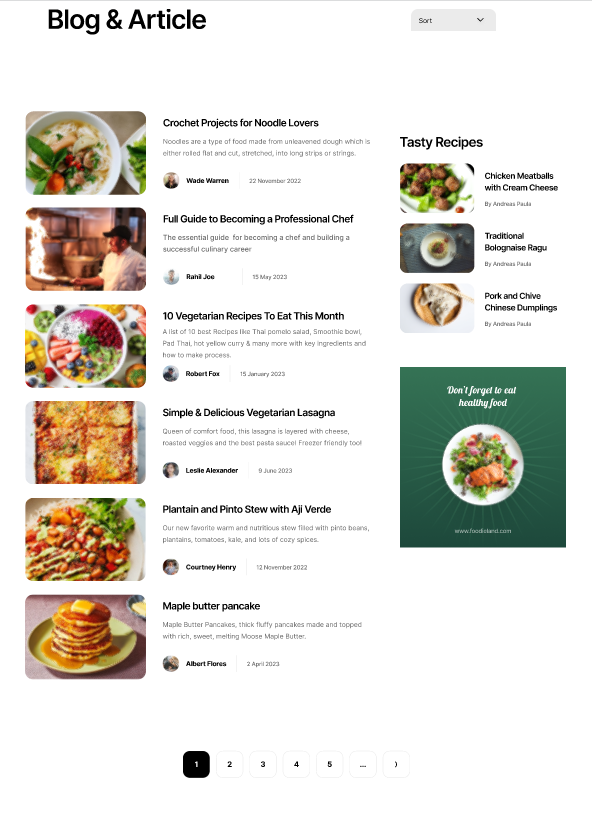 Blog & Article
Sort
Crochet Projects for Noodle Lovers
Noodles are a type of food made from unleavened dough which is
either rolled flat and cut, stretched, into long strips or strings.
Wade Warren
22 November 2022
Full Guide to Becoming a Professional Chef
The essential guide for becoming a chef and building a
successful culinary career
Rahil Joe
15 May 2023
10 Vegetarian Recipes To Eat This Month
A list of 10 best Recipes like Thai pomelo salad, Smoothie bowl,
Pad Thai, hot yellow curry & many more with key ingredients and
how to make process.
Robert Fox
15 January 2023
Simple & Delicious Vegetarian Lasagna
Queen of comfort food, this lasagna is layered with cheese,
roasted veggies and the best pasta sauce! Freezer friendly too!
Leslie Alexander
9 June 2023
Plantain and Pinto Stew with Aji Verde
Our new favorite warm and nutritious stew filled with pinto beans,
plantains, tomatoes, kale, and lots of cozy spices.
Courtney Henry
12 November 2022
Maple butter pancake
Maple Butter Pancakes, thick fluffy pancakes made and topped
with rich, sweet, melting Moose Maple Butter.
Albert Flores
2 April 2023
Tasty Recipes
Chicken Meatballs
with Cream Cheese
By Andreas Paula
Traditional
Bolognaise Ragu
By Andreas Paula
Pork and Chive
Chinese Dumplings
By Andreas Paula
Don't forget to eat
healthy food
www.foodieland.com
1 2 3 4 5 ... ⟩